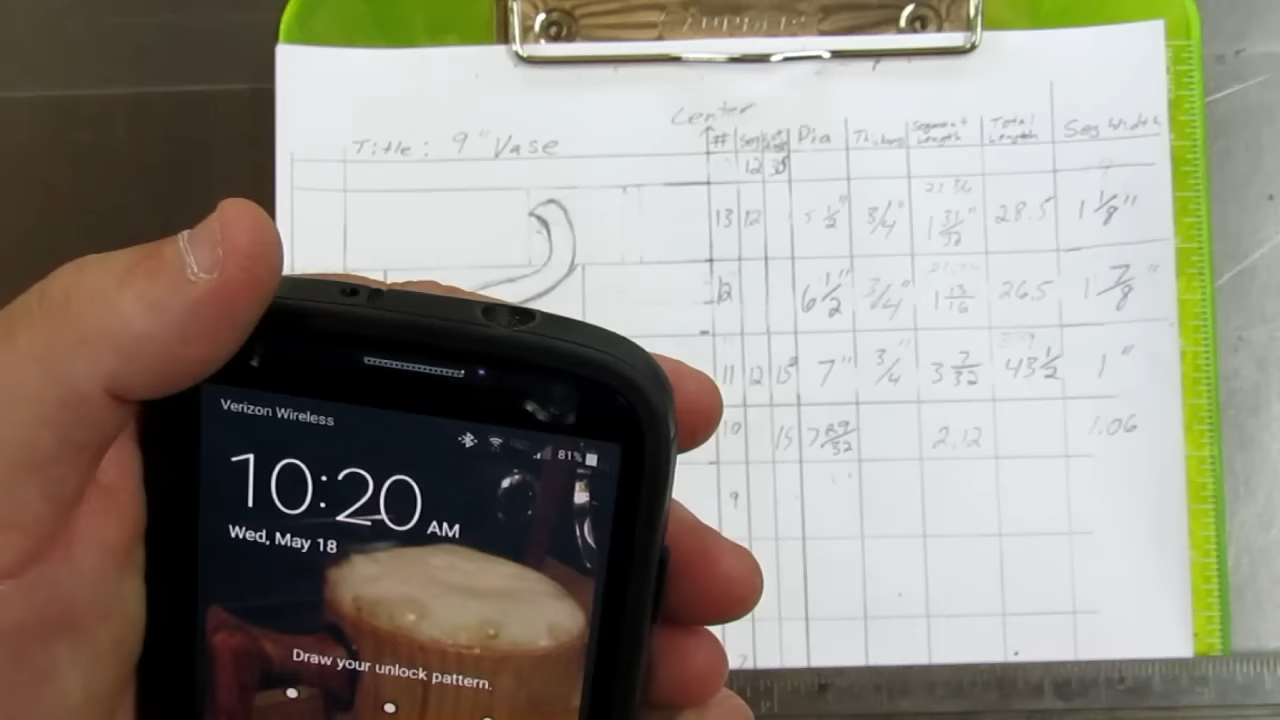 Center
Title: 9" Vase
# Seg Dia Thickness Segment Length Total Length Seg Width
12 30
13 12 5 1/2" 3/4" 1 31/32 28.5 1 1/8"
12 6 1/2" 3/4" 1 13/16 26.5 1 7/8"
11 12 15 7" 3/4" 3 7/32 43 1/2 1"
10 15 7 29/32 2.12 1.06
9
7
Verizon Wireless
81%
10:20 AM
Wed, May 18
Draw your unlock pattern.